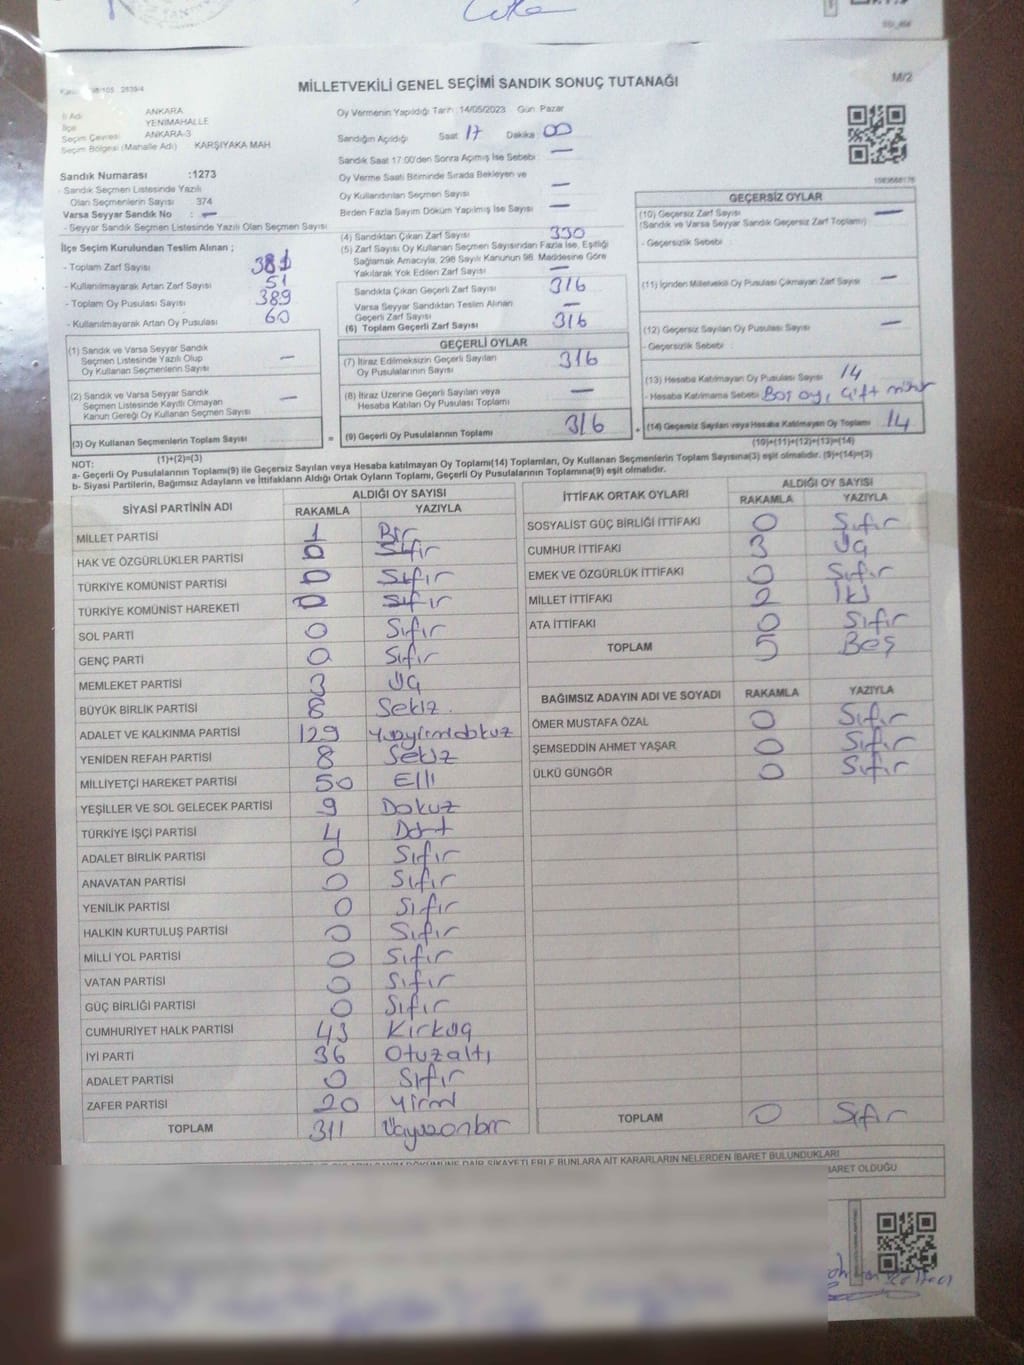 MİLLETVEKİLİ GENEL SEÇİMİ SANDIK SONUÇ TUTANAĞI
M/2
İl Adı ANKARA
İlçe YENİMAHALLE
Seçim Çevresi ANKARA-3
Seçim Bölgesi (Mahalle Adı) KARŞIYAKA MAH
Oy Vermenin Yapıldığı Tarih :14/05/2023 Gün: Pazar
Sandığın Açıldığı Saat 17 Dakika 00
Sandık Saat 17:00'den Sonra Açılmış İse Sebebi —
Oy Verme Saati Bitiminde Sırada Bekleyen ve
Oy Kullandırılan Seçmen Sayısı —
Birden Fazla Sayım Döküm Yapılmış İse Sayısı —
Sandık Numarası :1273
- Sandık Seçmen Listesinde Yazılı
Olan Seçmenlerin Sayısı 374
Varsa Seyyar Sandık No : —
- Seyyar Sandık Seçmen Listesinde Yazılı Olan Seçmen Sayısı
İlçe Seçim Kurulundan Teslim Alınan ;
- Toplam Zarf Sayısı 381
- Kullanılmayarak Artan Zarf Sayısı 51
- Toplam Oy Pusulası Sayısı 389
- Kullanılmayarak Artan Oy Pusulası 60
(1) Sandık ve Varsa Seyyar Sandık
Seçmen Listesinde Yazılı Olup
Oy Kullanan Seçmenlerin Sayısı —
(2) Sandık ve Varsa Seyyar Sandık
Seçmen Listesinde Kayıtlı Olmayan
Kanun Gereği Oy Kullanan Seçmen Sayısı —
(3) Oy Kullanan Seçmenlerin Toplam Sayısı
(1)+(2)=(3)
(4) Sandıktan Çıkan Zarf Sayısı 330
(5) Zarf Sayısı Oy Kullanan Seçmen Sayısından Fazla İse, Eşitliği
Sağlamak Amacıyla, 298 Sayılı Kanunun 98. Maddesine Göre
Yakılarak Yok Edilen Zarf Sayısı —
Sandıkta Çıkan Geçerli Zarf Sayısı 316
Varsa Seyyar Sandıktan Teslim Alınan
Geçerli Zarf Sayısı —
(6) Toplam Geçerli Zarf Sayısı 316
GEÇERLİ OYLAR
(7) İtiraz Edilmeksizin Geçerli Sayılan
Oy Pusulalarının Sayısı 316
(8) İtiraz Üzerine Geçerli Sayılan veya
Hesaba Katılan Oy Pusulası Toplamı —
= (9) Geçerli Oy Pusulalarının Toplamı 316
GEÇERSİZ OYLAR
(10) Geçersiz Zarf Sayısı —
(Sandık ve Varsa Seyyar Sandık Geçersiz Zarf Toplamı)
- Geçersizlik Sebebi :
(11) İçinden Milletvekili Oy Pusulası Çıkmayan Zarf Sayısı —
(12) Geçersiz Sayılan Oy Pusulası Sayısı —
- Geçersizlik Sebebi :
(13) Hesaba Katılmayan Oy Pusulası Sayısı 14
- Hesaba Katılmama Sebebi Boş oy, Çift mühür
+ (14) Geçersiz Sayılan veya Hesaba Katılmayan Oy Toplamı 14
(10)+(11)+(12)+(13)=(14)
NOT:
a- Geçerli Oy Pusulalarının Toplamı(9) ile Geçersiz Sayılan veya Hesaba katılmayan Oy Toplamı(14) Toplamları, Oy Kullanan Seçmenlerin Toplam Sayısına(3) eşit olmalıdır. (9)+(14)=(3)
b- Siyasi Partilerin, Bağımsız Adayların ve İttifakların Aldığı Ortak Oyların Toplamı, Geçerli Oy Pusulalarının Toplamına(9) eşit olmalıdır.
SİYASİ PARTİNİN ADI ALDIĞI OY SAYISI
RAKAMLA YAZIYLA
MİLLET PARTİSİ 1 Bir
HAK VE ÖZGÜRLÜKLER PARTİSİ 0 Sıfır
TÜRKİYE KOMÜNİST PARTİSİ 0 Sıfır
TÜRKİYE KOMÜNİST HAREKETİ 0 Sıfır
SOL PARTİ 0 Sıfır
GENÇ PARTİ 0 Sıfır
MEMLEKET PARTİSİ 3 Üç
BÜYÜK BİRLİK PARTİSİ 8 Sekiz
ADALET VE KALKINMA PARTİSİ 129 yüzyirmidokuz
YENİDEN REFAH PARTİSİ 8 Sekiz
MİLLİYETÇİ HAREKET PARTİSİ 50 Elli
YEŞİLLER VE SOL GELECEK PARTİSİ 9 Dokuz
TÜRKİYE İŞÇİ PARTİSİ 4 Dört
ADALET BİRLİK PARTİSİ 0 Sıfır
ANAVATAN PARTİSİ 0 Sıfır
YENİLİK PARTİSİ 0 Sıfır
HALKIN KURTULUŞ PARTİSİ 0 Sıfır
MİLLİ YOL PARTİSİ 0 Sıfır
VATAN PARTİSİ 0 Sıfır
GÜÇ BİRLİĞİ PARTİSİ 0 Sıfır
CUMHURİYET HALK PARTİSİ 43 Kırküç
İYİ PARTİ 36 Otuzaltı
ADALET PARTİSİ 0 Sıfır
ZAFER PARTİSİ 20 yirmi
TOPLAM 311 Üçyüzonbir
İTTİFAK ORTAK OYLARI ALDIĞI OY SAYISI
RAKAMLA YAZIYLA
SOSYALİST GÜÇ BİRLİĞİ İTTİFAKI 0 Sıfır
CUMHUR İTTİFAKI 3 Üç
EMEK VE ÖZGÜRLÜK İTTİFAKI 0 Sıfır
MİLLET İTTİFAKI 2 İki
ATA İTTİFAKI 0 Sıfır
TOPLAM 5 Beş
BAĞIMSIZ ADAYIN ADI VE SOYADI RAKAMLA YAZIYLA
ÖMER MUSTAFA ÖZAL 0 Sıfır
ŞEMSEDDİN AHMET YAŞAR 0 Sıfır
ÜLKÜ GÜNGÖR 0 Sıfır
TOPLAM 0 Sıfır
DÖKÜMÜNE DAİR ŞİKAYETLERLE BUNLARA AİT KARARLARIN NELERDEN İBARET BULUNDUKLARI
BARET OLDUĞU